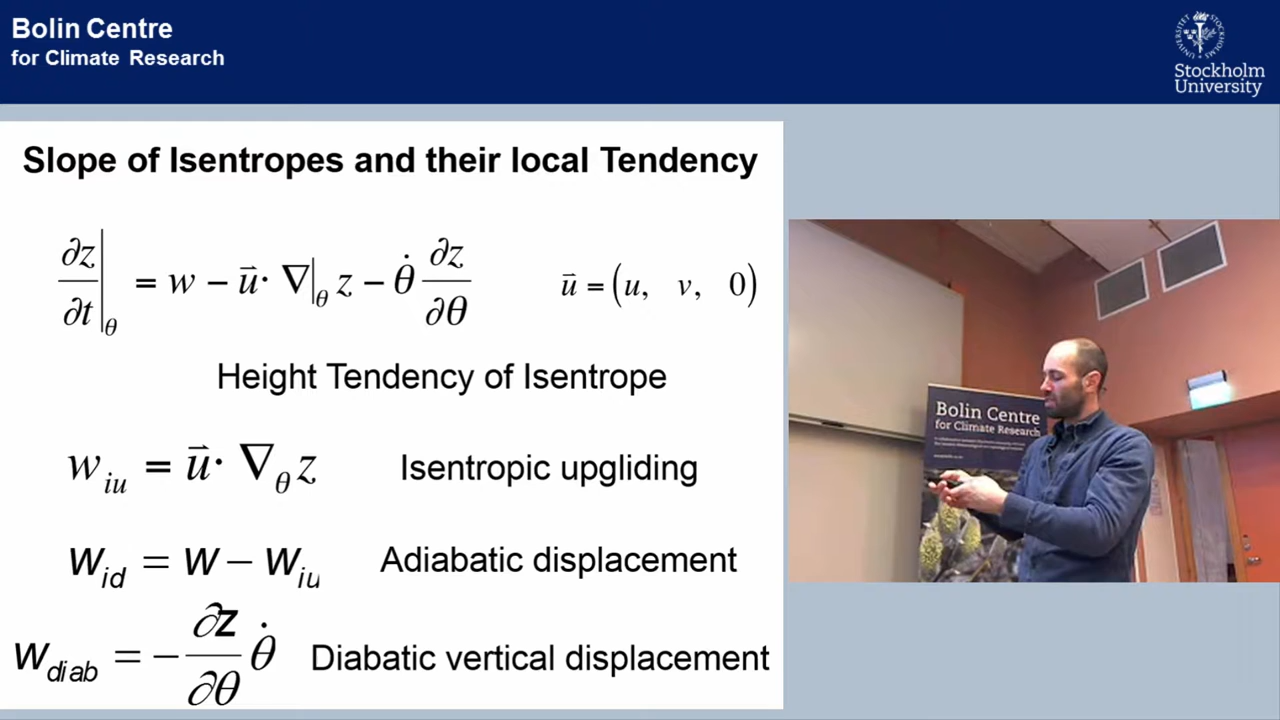 Bolin Centre
for Climate Research
Stockholm
University
Slope of Isentropes and their local Tendency
∂z/∂t|θ = w − u⃗· ∇|θ z − θ̇ ∂z/∂θ    u⃗ = (u, v, 0)
Height Tendency of Isentrope
w_iu = u⃗· ∇_θ z    Isentropic upgliding
w_id = w − w_iu    Adiabatic displacement
w_diab = − ∂z/∂θ θ̇    Diabatic vertical displacement
Bolin Centre
for Climate Research